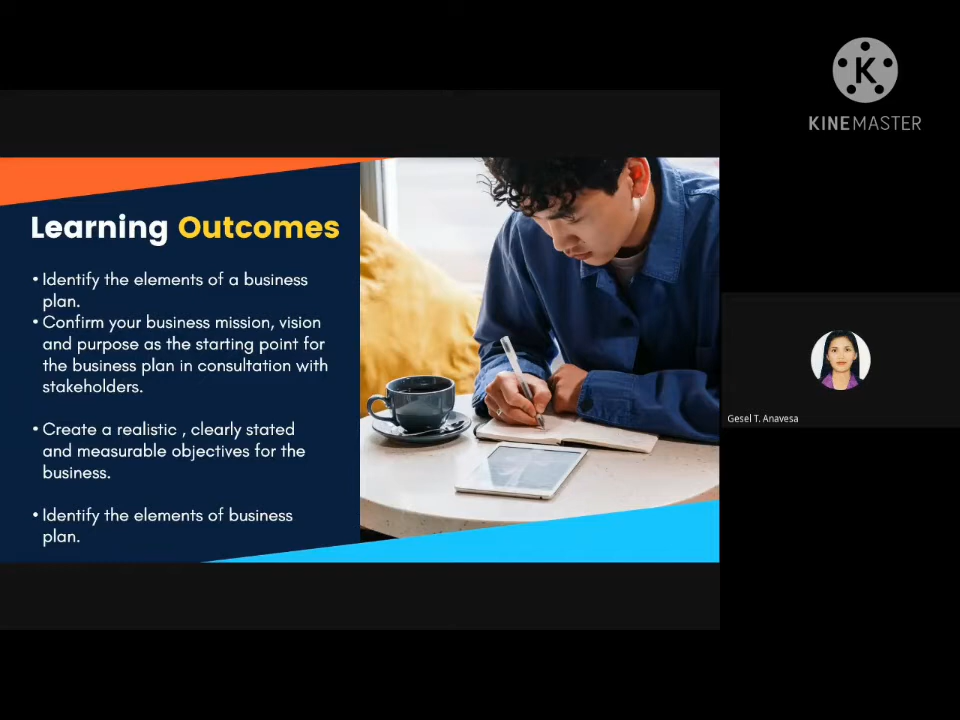 KINEMASTER
Learning Outcomes
• Identify the elements of a business
plan.
• Confirm your business mission, vision
and purpose as the starting point for
the business plan in consultation with
stakeholders.
• Create a realistic , clearly stated
and measurable objectives for the
business.
• Identify the elements of business
plan.
Gesel T. Anavesa